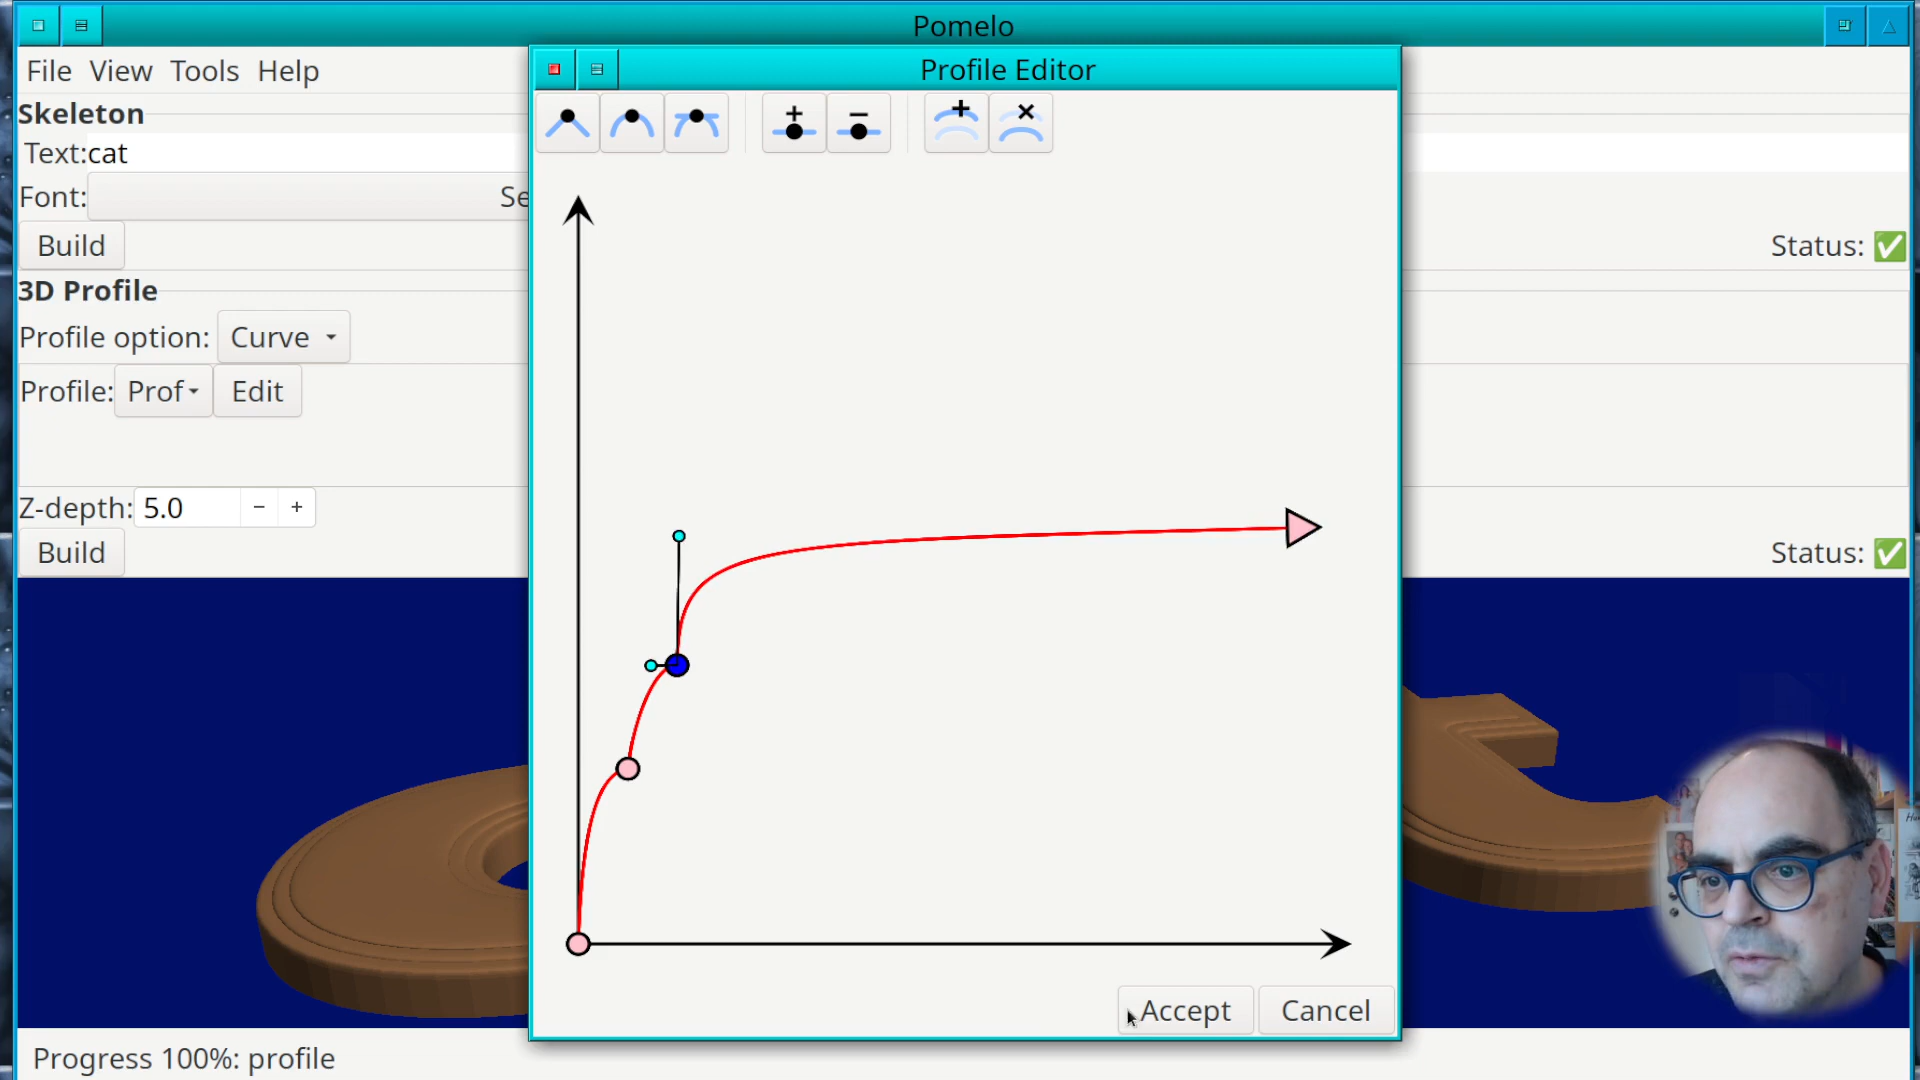 Pomelo
File View Tools Help
Profile Editor
Skeleton
Text: cat
Font: Se
Build
Status: ✅
3D Profile
Profile option: Curve
Profile: Prof Edit
Z-depth: 5.0 − +
Build
Status: ✅
Accept Cancel
Progress 100%: profile